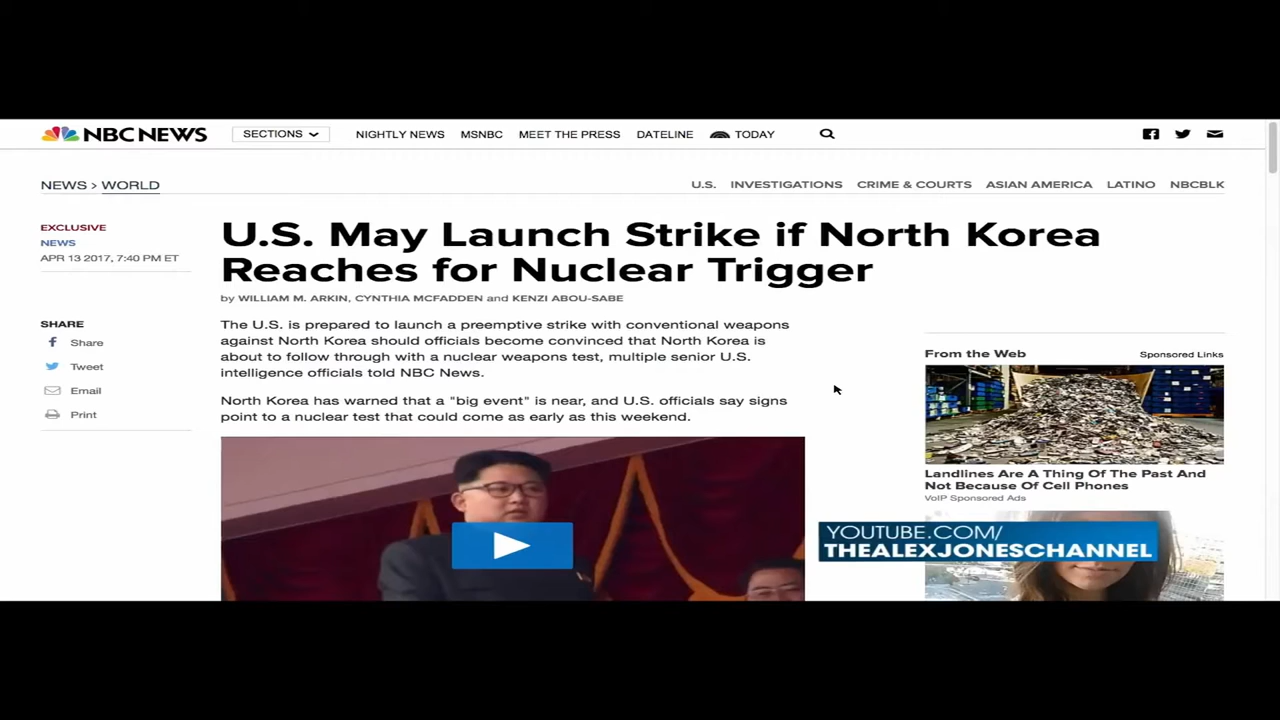 NBC NEWS
SECTIONS
NIGHTLY NEWS
MSNBC
MEET THE PRESS
DATELINE
TODAY
NEWS > WORLD
U.S.
INVESTIGATIONS
CRIME & COURTS
ASIAN AMERICA
LATINO
NBCBLK
EXCLUSIVE
NEWS
APR 13 2017, 7:40 PM ET
SHARE
Share
Tweet
Email
Print
U.S. May Launch Strike if North Korea
Reaches for Nuclear Trigger
by WILLIAM M. ARKIN, CYNTHIA MCFADDEN and KENZI ABOU-SABE
The U.S. is prepared to launch a preemptive strike with conventional weapons
against North Korea should officials become convinced that North Korea is
about to follow through with a nuclear weapons test, multiple senior U.S.
intelligence officials told NBC News.
North Korea has warned that a "big event" is near, and U.S. officials say signs
point to a nuclear test that could come as early as this weekend.
From the Web
Sponsored Links
Landlines Are A Thing Of The Past And
Not Because Of Cell Phones
VoIP Sponsored Ads
YOUTUBE.COM/
THEALEXJONESCHANNEL